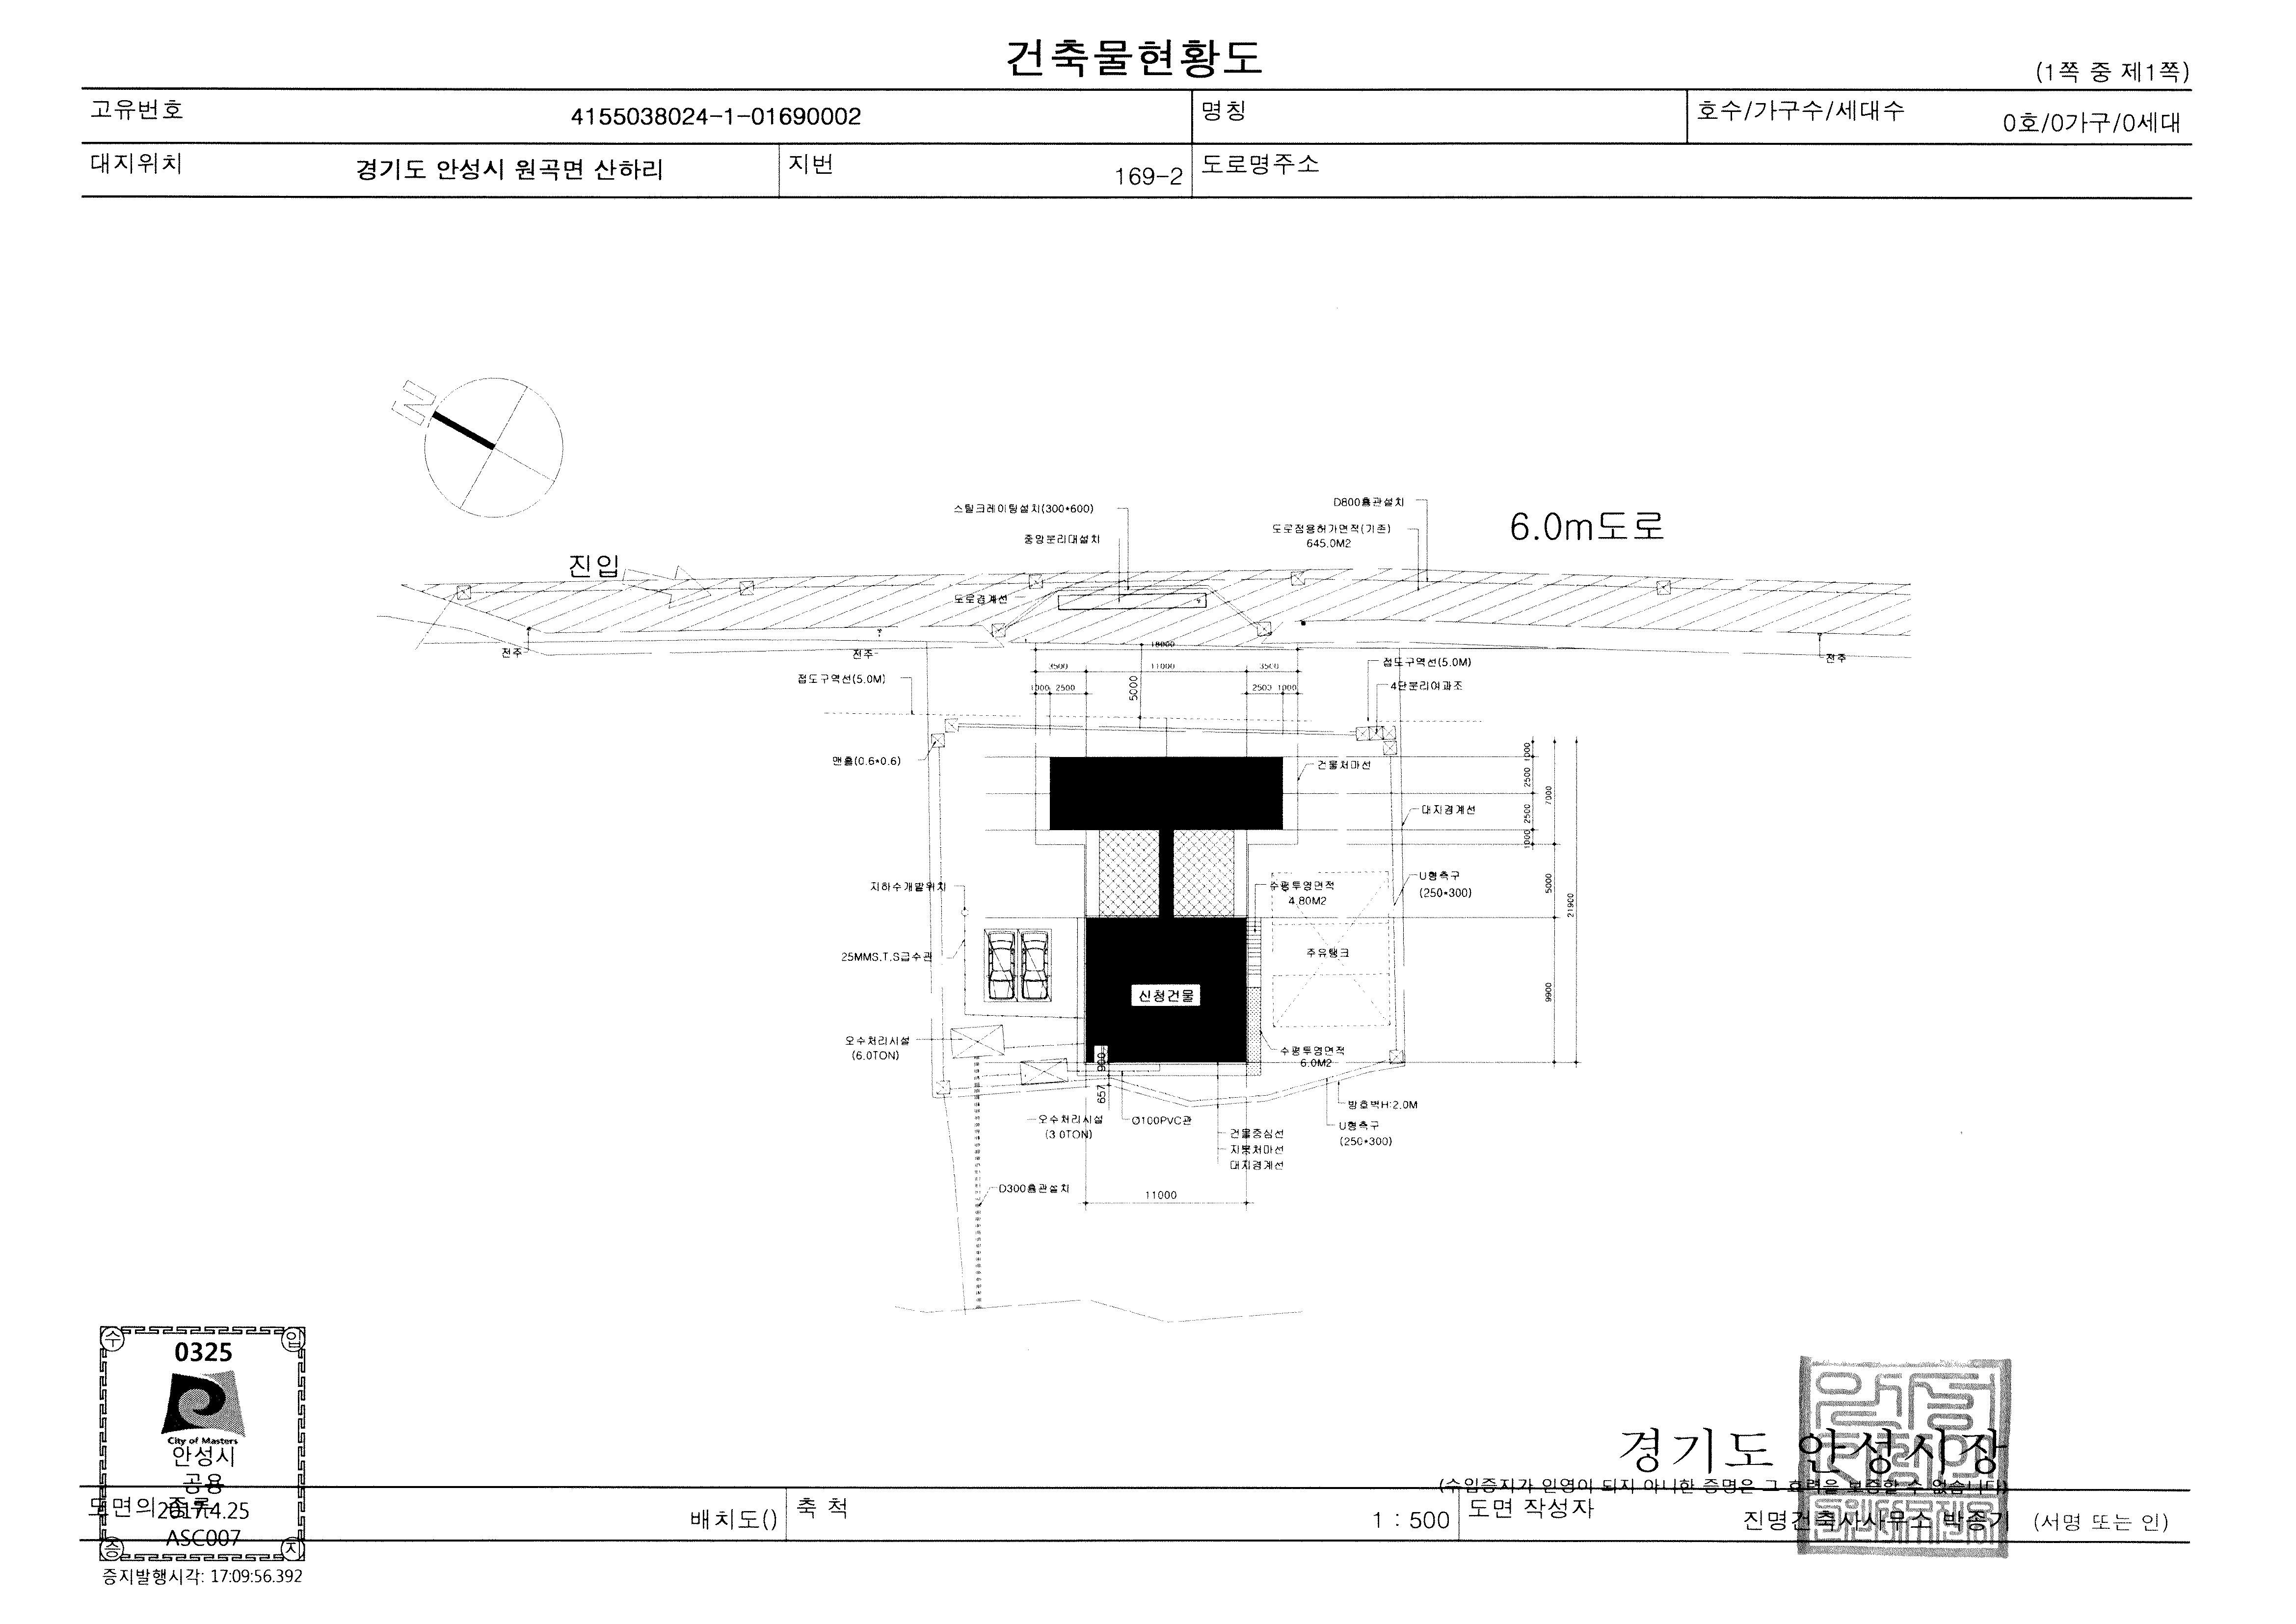 건축물현황도
(1쪽 중 제1쪽)
고유번호 4155038024-1-01690002 명칭 호수/가구수/세대수 0호/0가구/0세대
대지위치 경기도 안성시 원곡면 산하리 지번 169-2 도로명주소
N
D800흄관설치
스틸크레이팅설치(300*600)
6.0m도로
도로점용허가면적(기존)
645.0M2
중앙분리대설치
진입
도로경계선
전주
전주
전주
18000
3500 11000 3500
접도구역선(5.0M)
접도구역선(5.0M)
1000 2500 5000 2500 1000
4단분리여과조
맨홀(0.6*0.6)
건물처마선
1000
2500
2500
1000
7000
대지경계선
지하수개발위치
수평투영면적
4.80M2
U형측구
(250*300)
5000
21900
25MMS.T.S급수관
주유탱크
신청건물
9900
오수처리시설
(6.0TON)
수평투영면적
6.0M2
900
657
방호벽H:2.0M
오수처리시설
(3.0TON)
Ø100PVC관
U형측구
(250*300)
건물중심선
지붕처마선
대지경계선
D300흄관설치
11000
수 입
0325
City of Masters
안성시
공용
2017.4.25
ASC007
증 지
증지발행시각: 17:09:56.392
경기도 안성시장
(수입증지가 인영이 되지 아니한 증명은 그 효력을 보증할 수 없습니다)
도면의 종류 배치도() 축 척 1 : 500 도면 작성자 진명건축사사무소 박종기 (서명 또는 인)